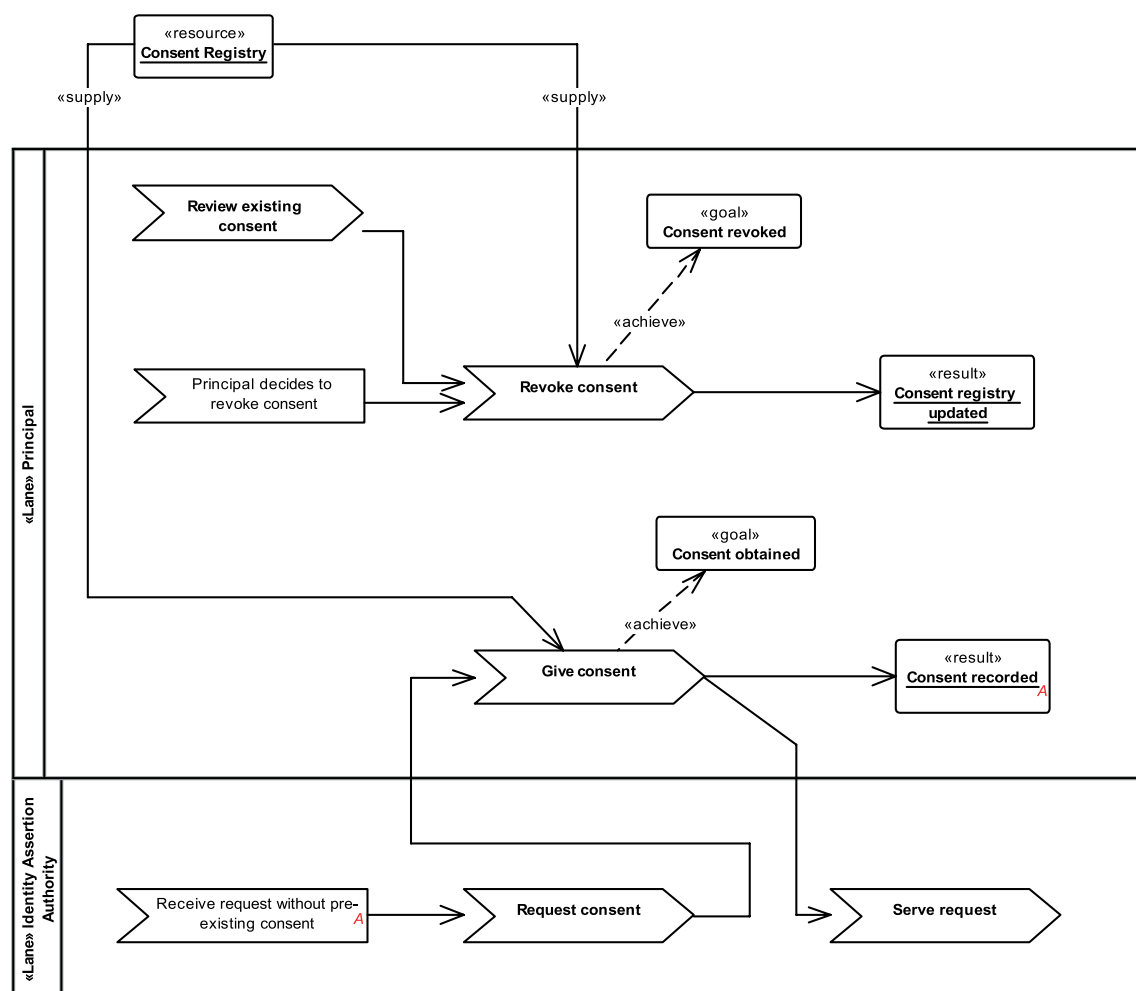 «resource»
Consent Registry
«supply»
«supply»
«Lane» Principal
Review existing
consent
«goal»
Consent revoked
«achieve»
Principal decides to
revoke consent
Revoke consent
«result»
Consent registry
updated
«goal»
Consent obtained
«achieve»
Give consent
«result»
Consent recorded
A
«Lane» Identity Assertion
Authority
Receive request without pre-
existing consent
A
Request consent
Serve request